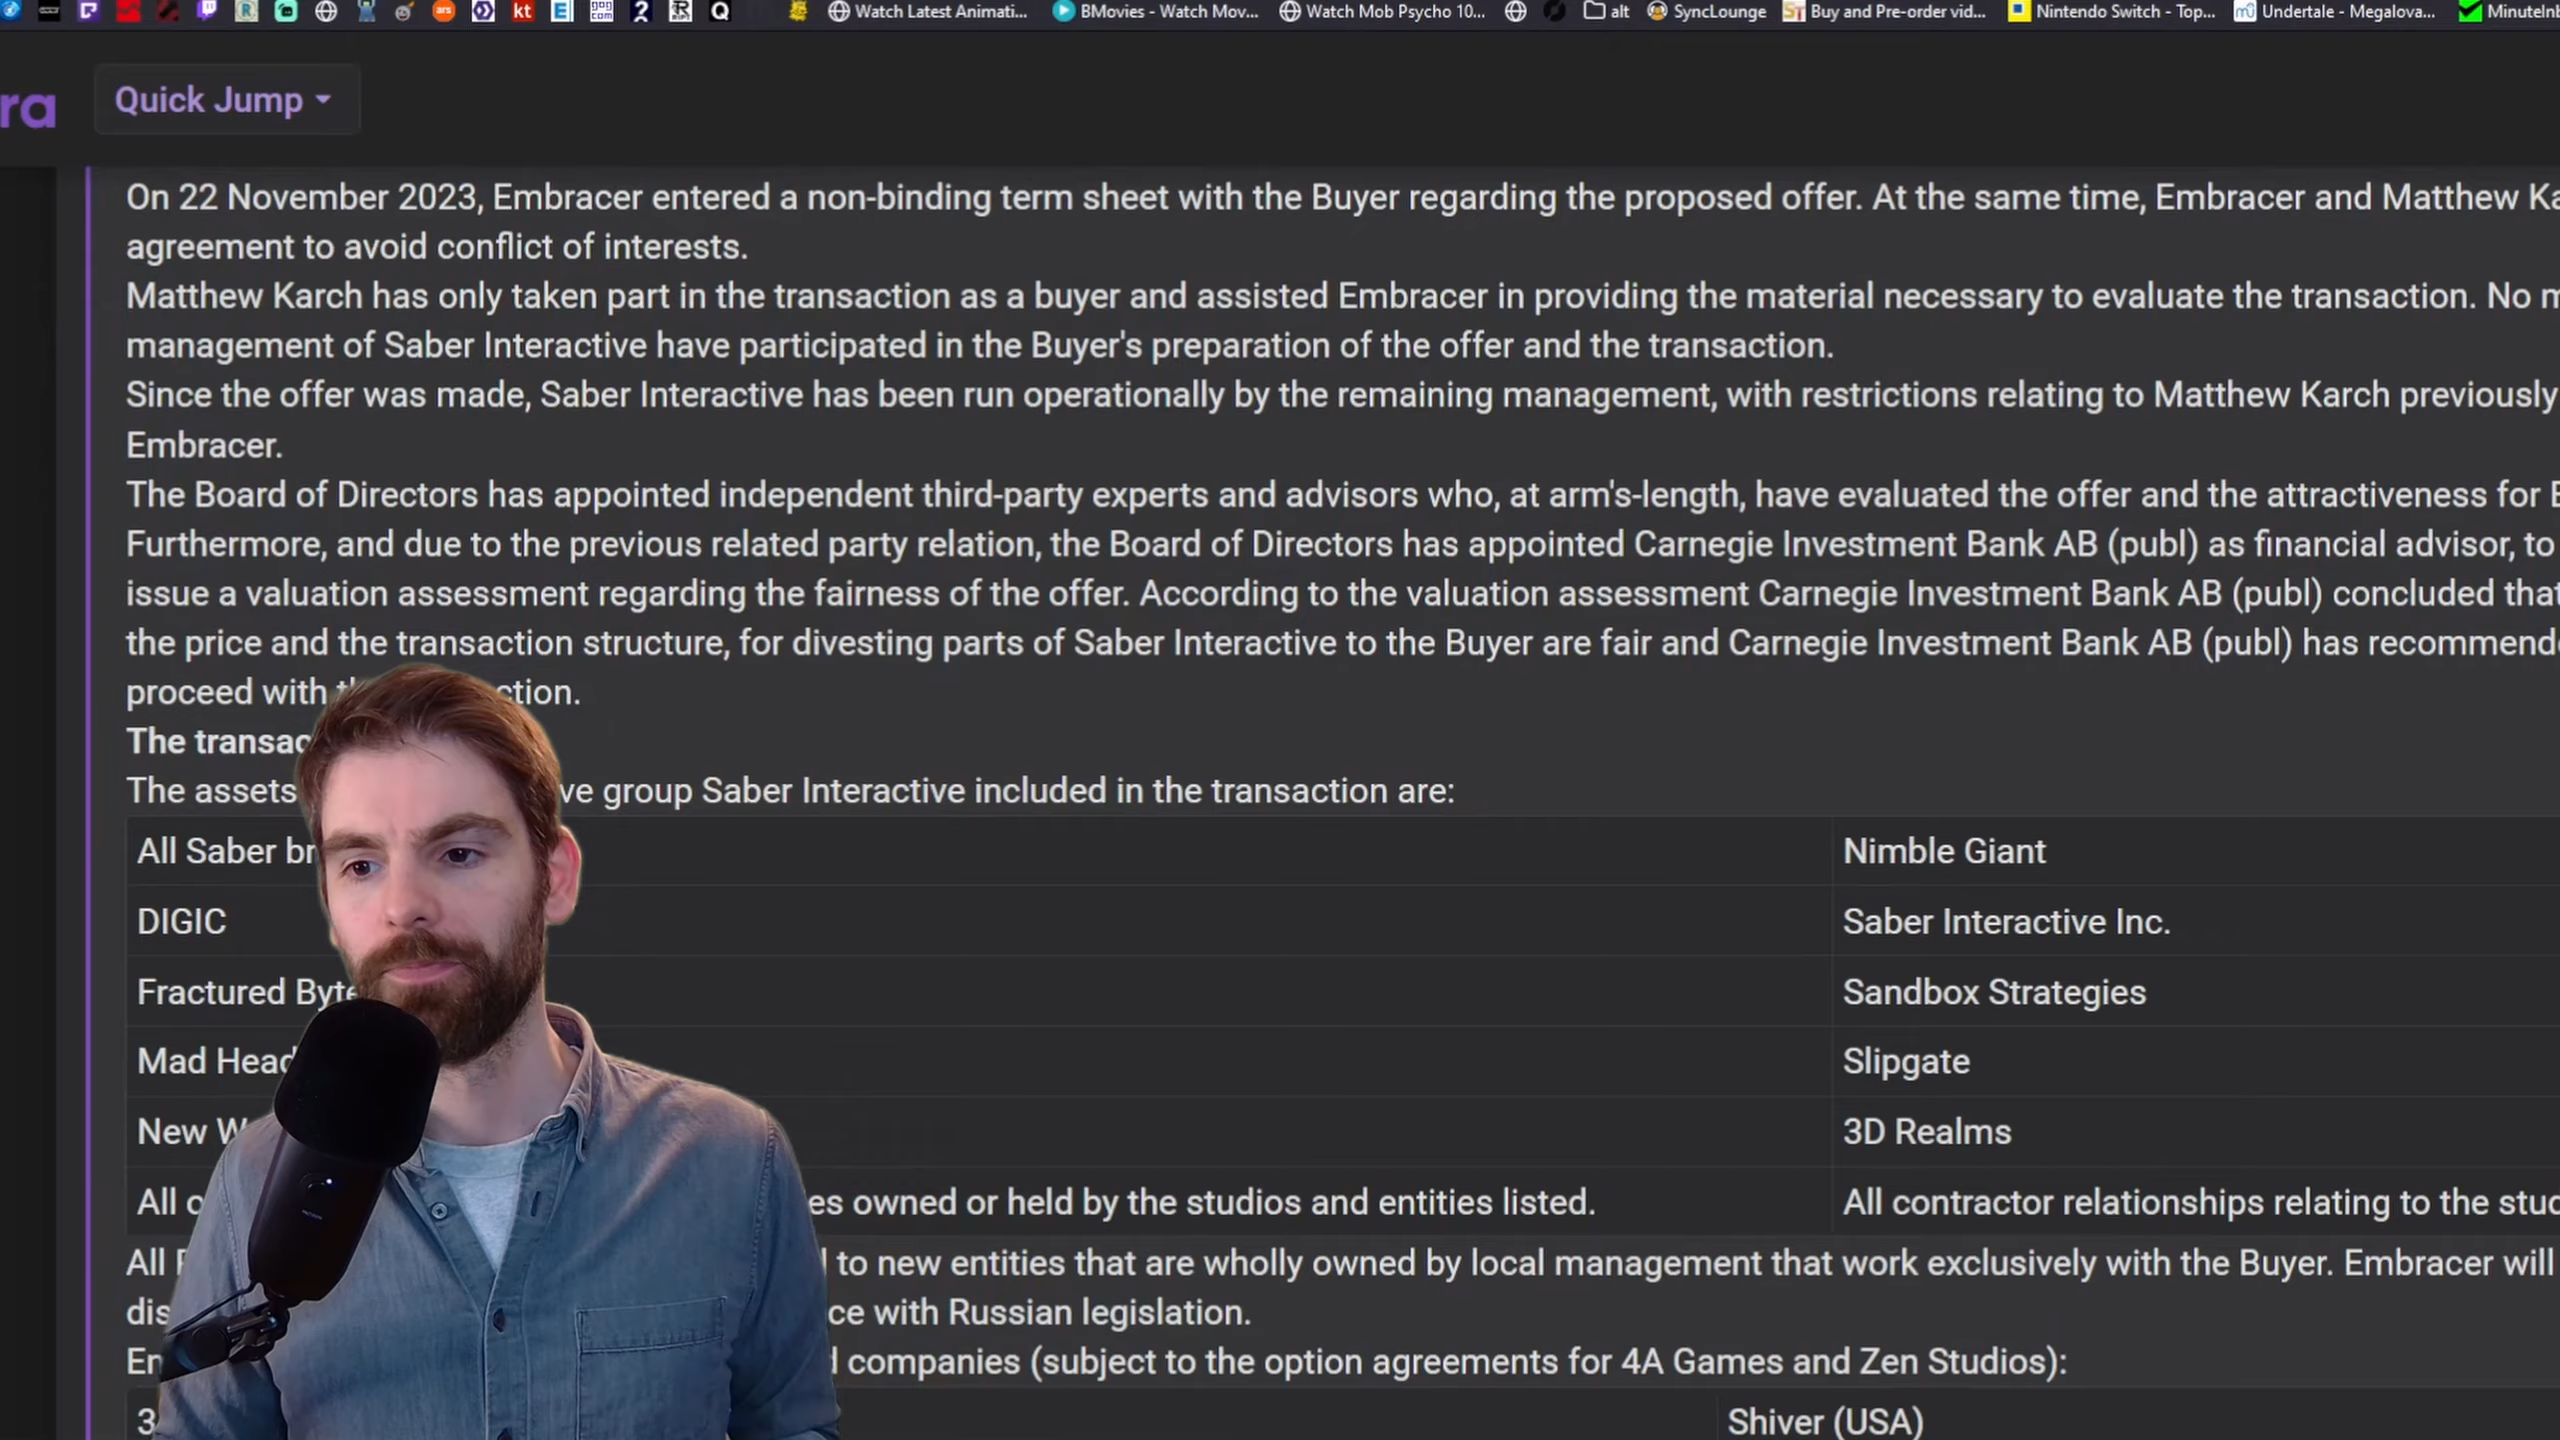 Watch Latest Animati...
BMovies - Watch Mov...
Watch Mob Psycho 10...
alt
SyncLounge
Buy and Pre-order vid...
Nintendo Switch - Top...
Undertale - Megalova...
MinuteInb
ra
Quick Jump
On 22 November 2023, Embracer entered a non-binding term sheet with the Buyer regarding the proposed offer. At the same time, Embracer and Matthew Ka
agreement to avoid conflict of interests.
Matthew Karch has only taken part in the transaction as a buyer and assisted Embracer in providing the material necessary to evaluate the transaction. No m
management of Saber Interactive have participated in the Buyer's preparation of the offer and the transaction.
Since the offer was made, Saber Interactive has been run operationally by the remaining management, with restrictions relating to Matthew Karch previously
Embracer.
The Board of Directors has appointed independent third-party experts and advisors who, at arm's-length, have evaluated the offer and the attractiveness for E
Furthermore, and due to the previous related party relation, the Board of Directors has appointed Carnegie Investment Bank AB (publ) as financial advisor, to
issue a valuation assessment regarding the fairness of the offer. According to the valuation assessment Carnegie Investment Bank AB (publ) concluded that
the price and the transaction structure, for divesting parts of Saber Interactive to the Buyer are fair and Carnegie Investment Bank AB (publ) has recommende
proceed with t ction.
The transac
The assets ve group Saber Interactive included in the transaction are:
All Saber br
Nimble Giant
DIGIC
Saber Interactive Inc.
Fractured Byte
Sandbox Strategies
Mad Head
Slipgate
New W
3D Realms
All o es owned or held by the studios and entities listed.
All contractor relationships relating to the stud
All to new entities that are wholly owned by local management that work exclusively with the Buyer. Embracer will
dis ce with Russian legislation.
En d companies (subject to the option agreements for 4A Games and Zen Studios):
3
Shiver (USA)